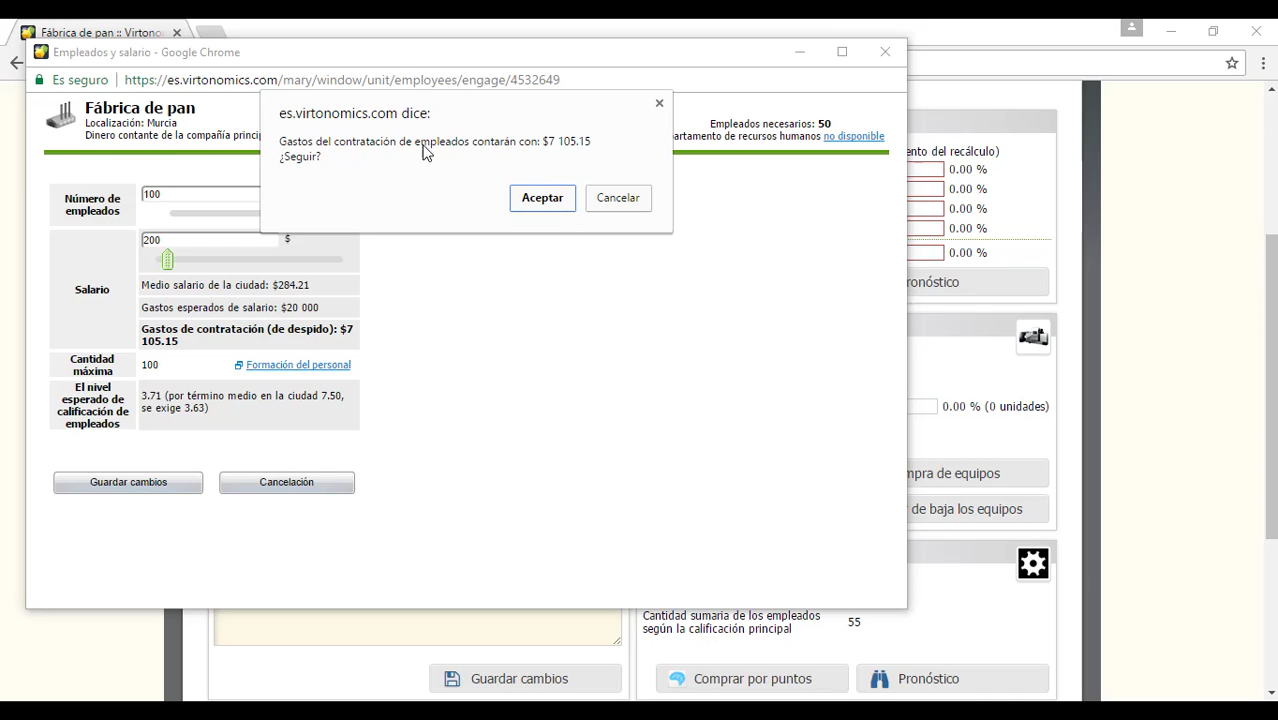 Fábrica de pan :: Virtono
Empleados y salario - Google Chrome
Es seguro
https://es.virtonomics.com/mary/window/unit/employees/engage/4532649
Fábrica de pan
Localización: Murcia
Dinero contante de la compañía princip
Empleados necesarios: 50
partamento de recursos humanos no disponible
es.virtonomics.com dice:
Gastos del contratación de empleados contarán con: $7 105.15
¿Seguir?
Aceptar
Cancelar
Número de
empleados
100
200
$
Salario
Medio salario de la ciudad: $284.21
Gastos esperados de salario: $20 000
Gastos de contratación (de despido): $7
105.15
Cantidad
máxima
100
Formación del personal
El nivel
esperado de
calificación de
empleados
3.71 (por término medio en la ciudad 7.50,
se exige 3.63)
Guardar cambios
Cancelación
ento del recálculo)
0.00 %
0.00 %
0.00 %
0.00 %
0.00 %
ronóstico
0.00 % (0 unidades)
mpra de equipos
r de baja los equipos
Cantidad sumaria de los empleados
según la calificación principal
55
Guardar cambios
Comprar por puntos
Pronóstico